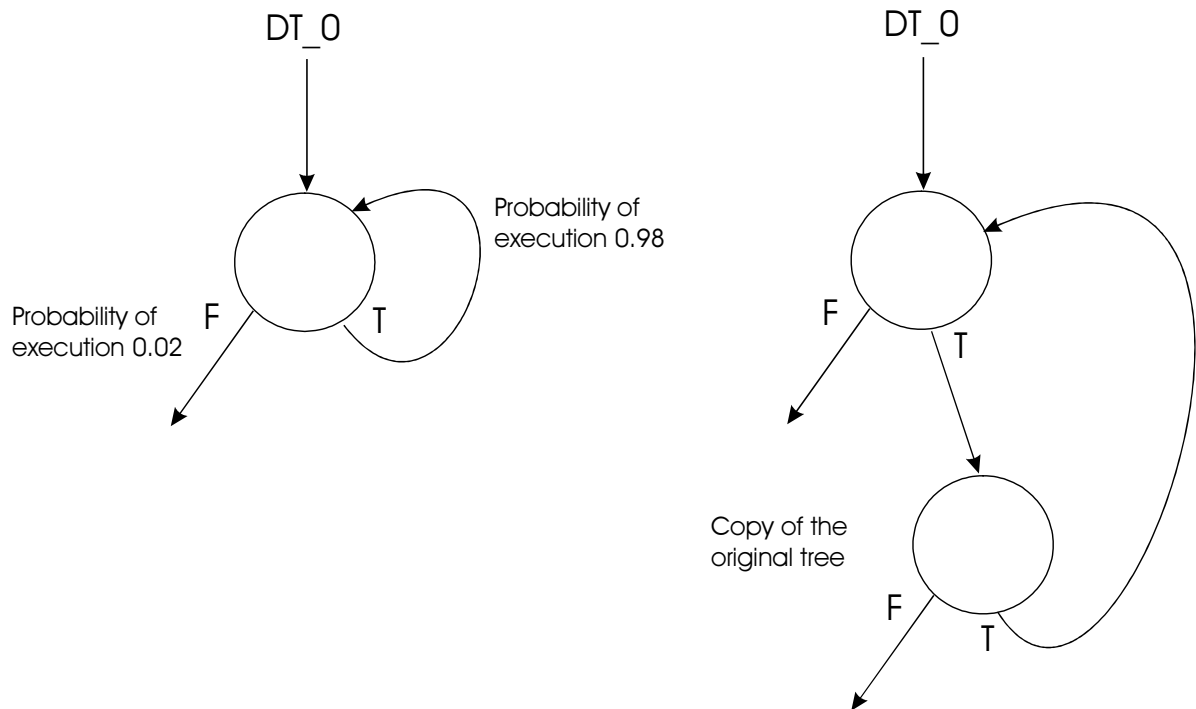 DT_0
Probability of
execution 0.98
F
T
Probability of
execution 0.02
DT_0
F
T
Copy of the
original tree
F
T